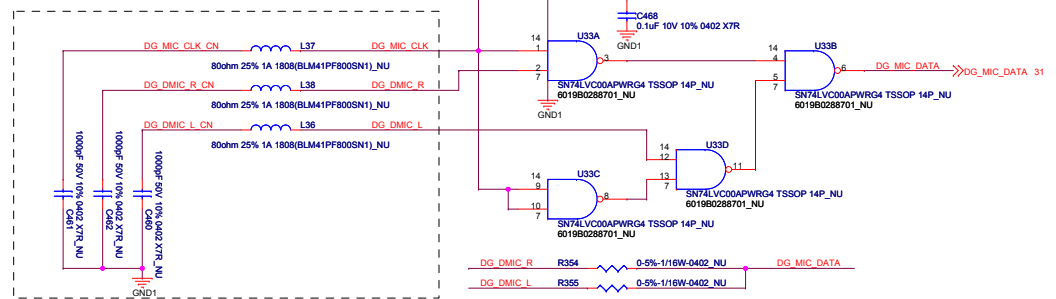 C468
0.1uF 10V 10% 0402 X7R
GND1
DG_MIC_CLK_CN
L37
DG_MIC_CLK
80ohm 25% 1A 1808(BLM41PF800SN1)_NU
DG_DMIC_R_CN
L38
DG_DMIC_R
80ohm 25% 1A 1808(BLM41PF800SN1)_NU
DG_DMIC_L_CN
L36
DG_DMIC_L
80ohm 25% 1A 1808(BLM41PF800SN1)_NU
14
1
2
7
U33A
3
SN74LVC00APWRG4 TSSOP 14P_NU
6019B0288701_NU
GND1
14
4
5
7
U33B
6
SN74LVC00APWRG4 TSSOP 14P_NU
6019B0288701_NU
DG_MIC_DATA
DG_MIC_DATA 31
14
12
13
7
U33D
11
SN74LVC00APWRG4 TSSOP 14P_NU
6019B0288701_NU
14
9
10
7
U33C
8
SN74LVC00APWRG4 TSSOP 14P_NU
6019B0288701_NU
1000pF 50V 10% 0402 X7R_NU
C461
1000pF 50V 10% 0402 X7R_NU
C462
1000pF 50V 10% 0402 X7R_NU
C460
GND1
DG_DMIC_R
R354
0-5%-1/16W-0402_NU
DG_MIC_DATA
DG_DMIC_L
R355
0-5%-1/16W-0402_NU